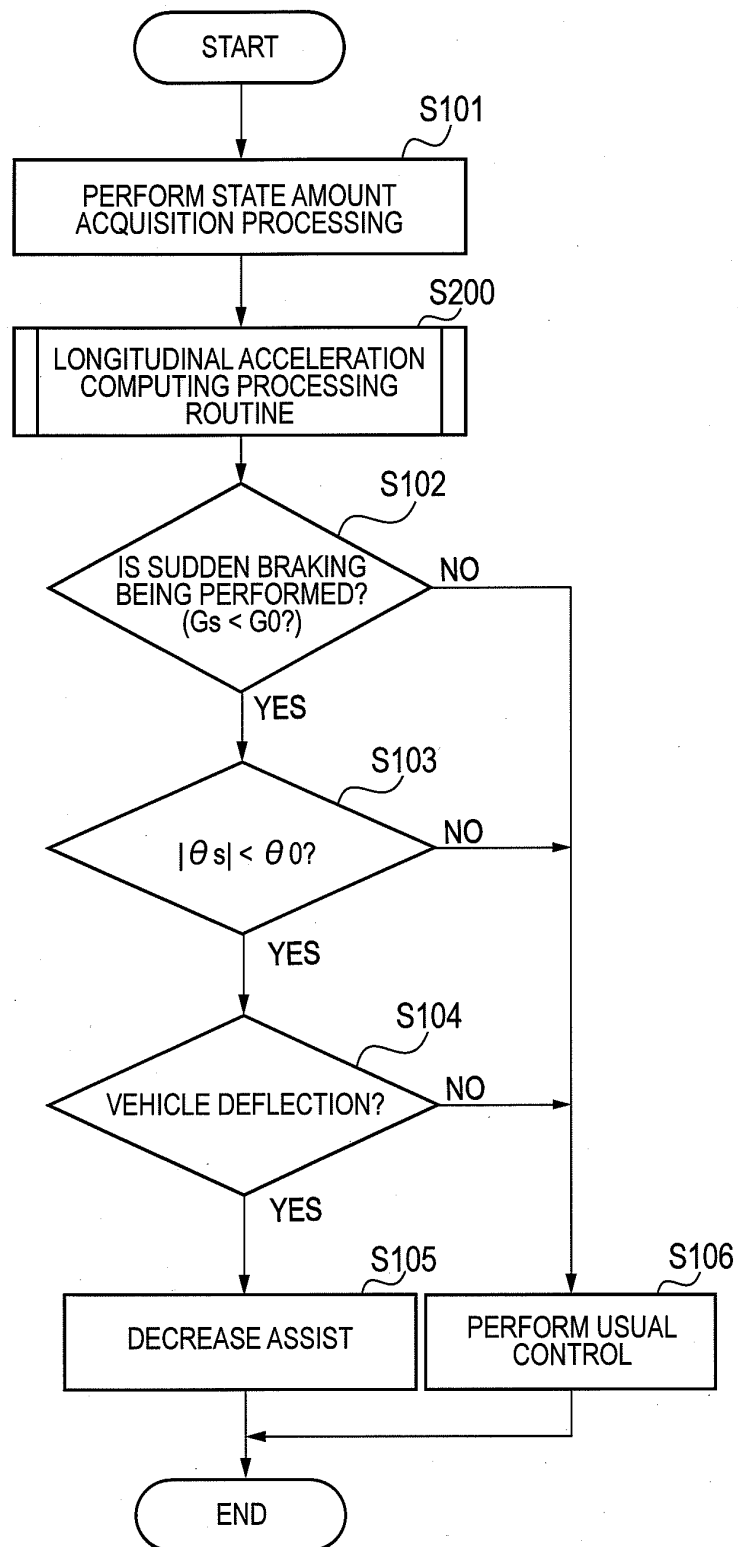 START
S101
PERFORM STATE AMOUNT
ACQUISITION PROCESSING
S200
LONGITUDINAL ACCELERATION
COMPUTING PROCESSING
ROUTINE
S102
IS SUDDEN BRAKING
BEING PERFORMED?
(Gs < G0?)
NO
YES
S103
|θs| < θ0?
NO
YES
S104
VEHICLE DEFLECTION?
NO
YES
S105
DECREASE ASSIST
S106
PERFORM USUAL
CONTROL
END